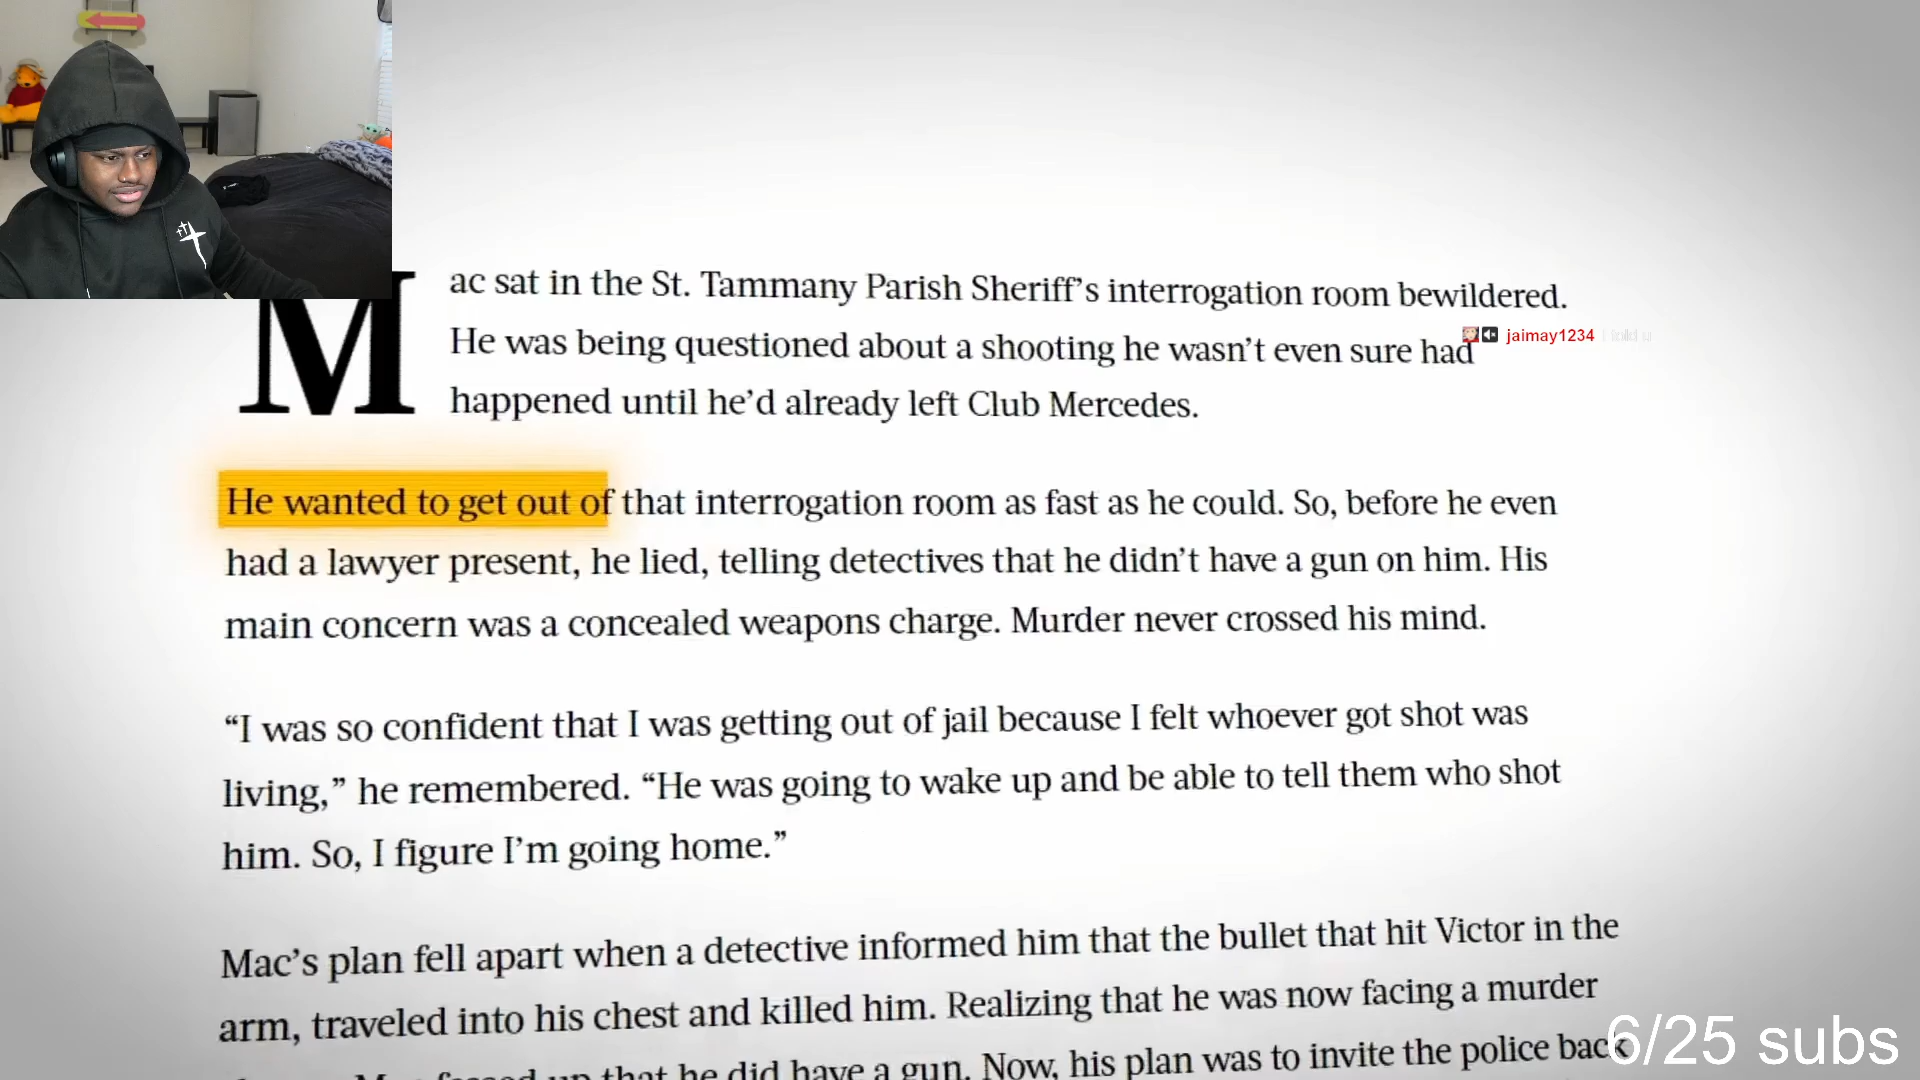 Mac sat in the St. Tammany Parish Sheriff’s interrogation room bewildered.
He was being questioned about a shooting he wasn’t even sure had
jaimay1234 I told u
happened until he’d already left Club Mercedes.
He wanted to get out of that interrogation room as fast as he could. So, before he even
had a lawyer present, he lied, telling detectives that he didn’t have a gun on him. His
main concern was a concealed weapons charge. Murder never crossed his mind.
“I was so confident that I was getting out of jail because I felt whoever got shot was
living,” he remembered. “He was going to wake up and be able to tell them who shot
him. So, I figure I’m going home.”
Mac’s plan fell apart when a detective informed him that the bullet that hit Victor in the
arm, traveled into his chest and killed him. Realizing that he was now facing a murder
up that he did have a gun. Now, his plan was to invite the police back
6/25 subs